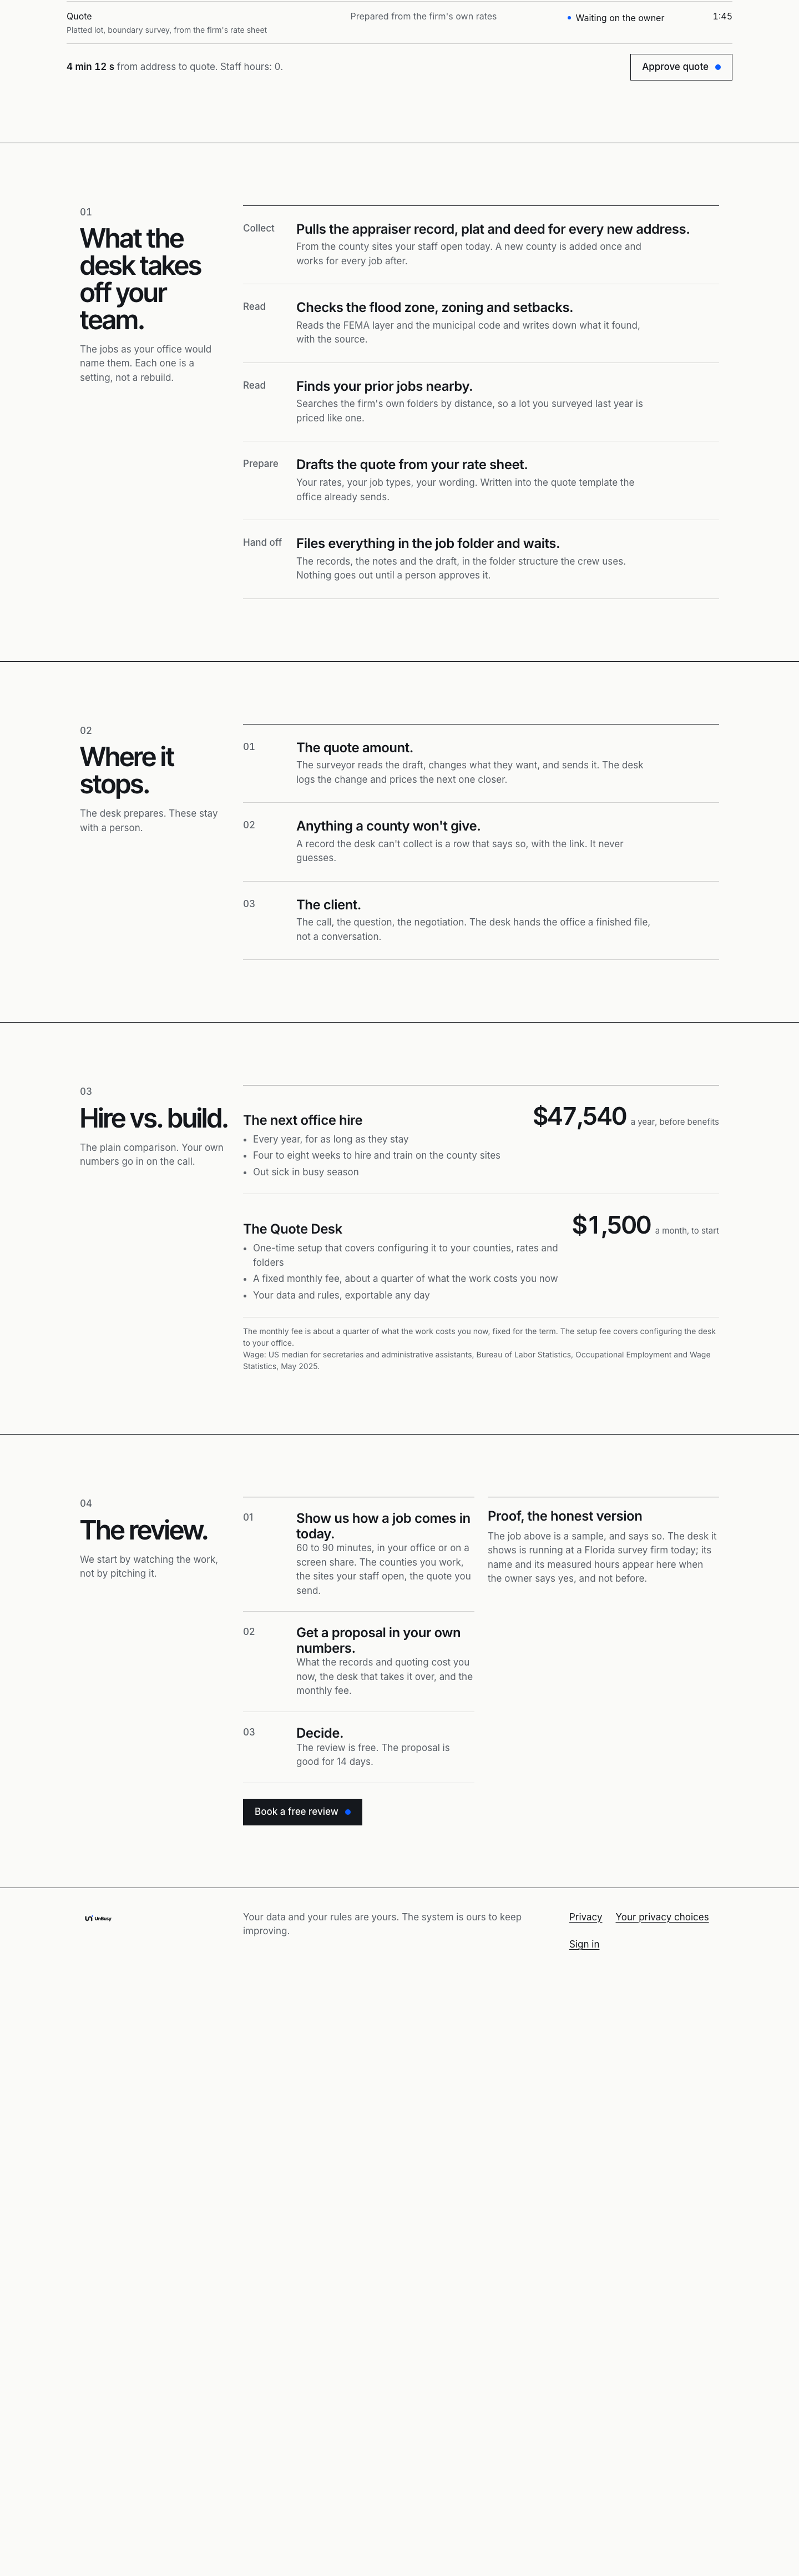 Quote
Prepared from the firm's own rates
Waiting on the owner
1:45
Platted lot, boundary survey, from the firm's rate sheet
4 min 12 s from address to quote. Staff hours: 0.
Approve quote
01
What the
desk takes
off your
team.
The jobs as your office would
name them. Each one is a
setting, not a rebuild.
Collect
Pulls the appraiser record, plat and deed for every new address.
From the county sites your staff open today. A new county is added once and
works for every job after.
Read
Checks the flood zone, zoning and setbacks.
Reads the FEMA layer and the municipal code and writes down what it found,
with the source.
Read
Finds your prior jobs nearby.
Searches the firm's own folders by distance, so a lot you surveyed last year is
priced like one.
Prepare
Drafts the quote from your rate sheet.
Your rates, your job types, your wording. Written into the quote template the
office already sends.
Hand off
Files everything in the job folder and waits.
The records, the notes and the draft, in the folder structure the crew uses.
Nothing goes out until a person approves it.
02
Where it
stops.
The desk prepares. These stay
with a person.
01
The quote amount.
The surveyor reads the draft, changes what they want, and sends it. The desk
logs the change and prices the next one closer.
02
Anything a county won't give.
A record the desk can't collect is a row that says so, with the link. It never
guesses.
03
The client.
The call, the question, the negotiation. The desk hands the office a finished file,
not a conversation.
03
Hire vs. build.
The plain comparison. Your own
numbers go in on the call.
The next office hire
$47,540 a year, before benefits
• Every year, for as long as they stay
• Four to eight weeks to hire and train on the county sites
• Out sick in busy season
The Quote Desk
$1,500 a month, to start
• One-time setup that covers configuring it to your counties, rates and
folders
• A fixed monthly fee, about a quarter of what the work costs you now
• Your data and rules, exportable any day
The monthly fee is about a quarter of what the work costs you now, fixed for the term. The setup fee covers configuring the desk
to your office.
Wage: US median for secretaries and administrative assistants, Bureau of Labor Statistics, Occupational Employment and Wage
Statistics, May 2025.
04
The review.
We start by watching the work,
not by pitching it.
01
Show us how a job comes in
today.
60 to 90 minutes, in your office or on a
screen share. The counties you work,
the sites your staff open, the quote you
send.
02
Get a proposal in your own
numbers.
What the records and quoting cost you
now, the desk that takes it over, and the
monthly fee.
03
Decide.
The review is free. The proposal is
good for 14 days.
Book a free review
Proof, the honest version
The job above is a sample, and says so. The desk it
shows is running at a Florida survey firm today; its
name and its measured hours appear here when
the owner says yes, and not before.
UnBusy
Your data and your rules are yours. The system is ours to keep
improving.
Privacy
Your privacy choices
Sign in